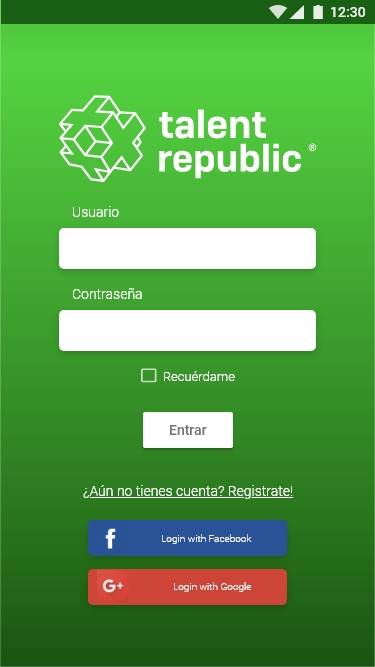 12:30
talent
republic ®
Usuario
Contraseña
Recuérdame
Entrar
¿Aún no tienes cuenta? Registrate!
f Login with Facebook
G+ Login with Google